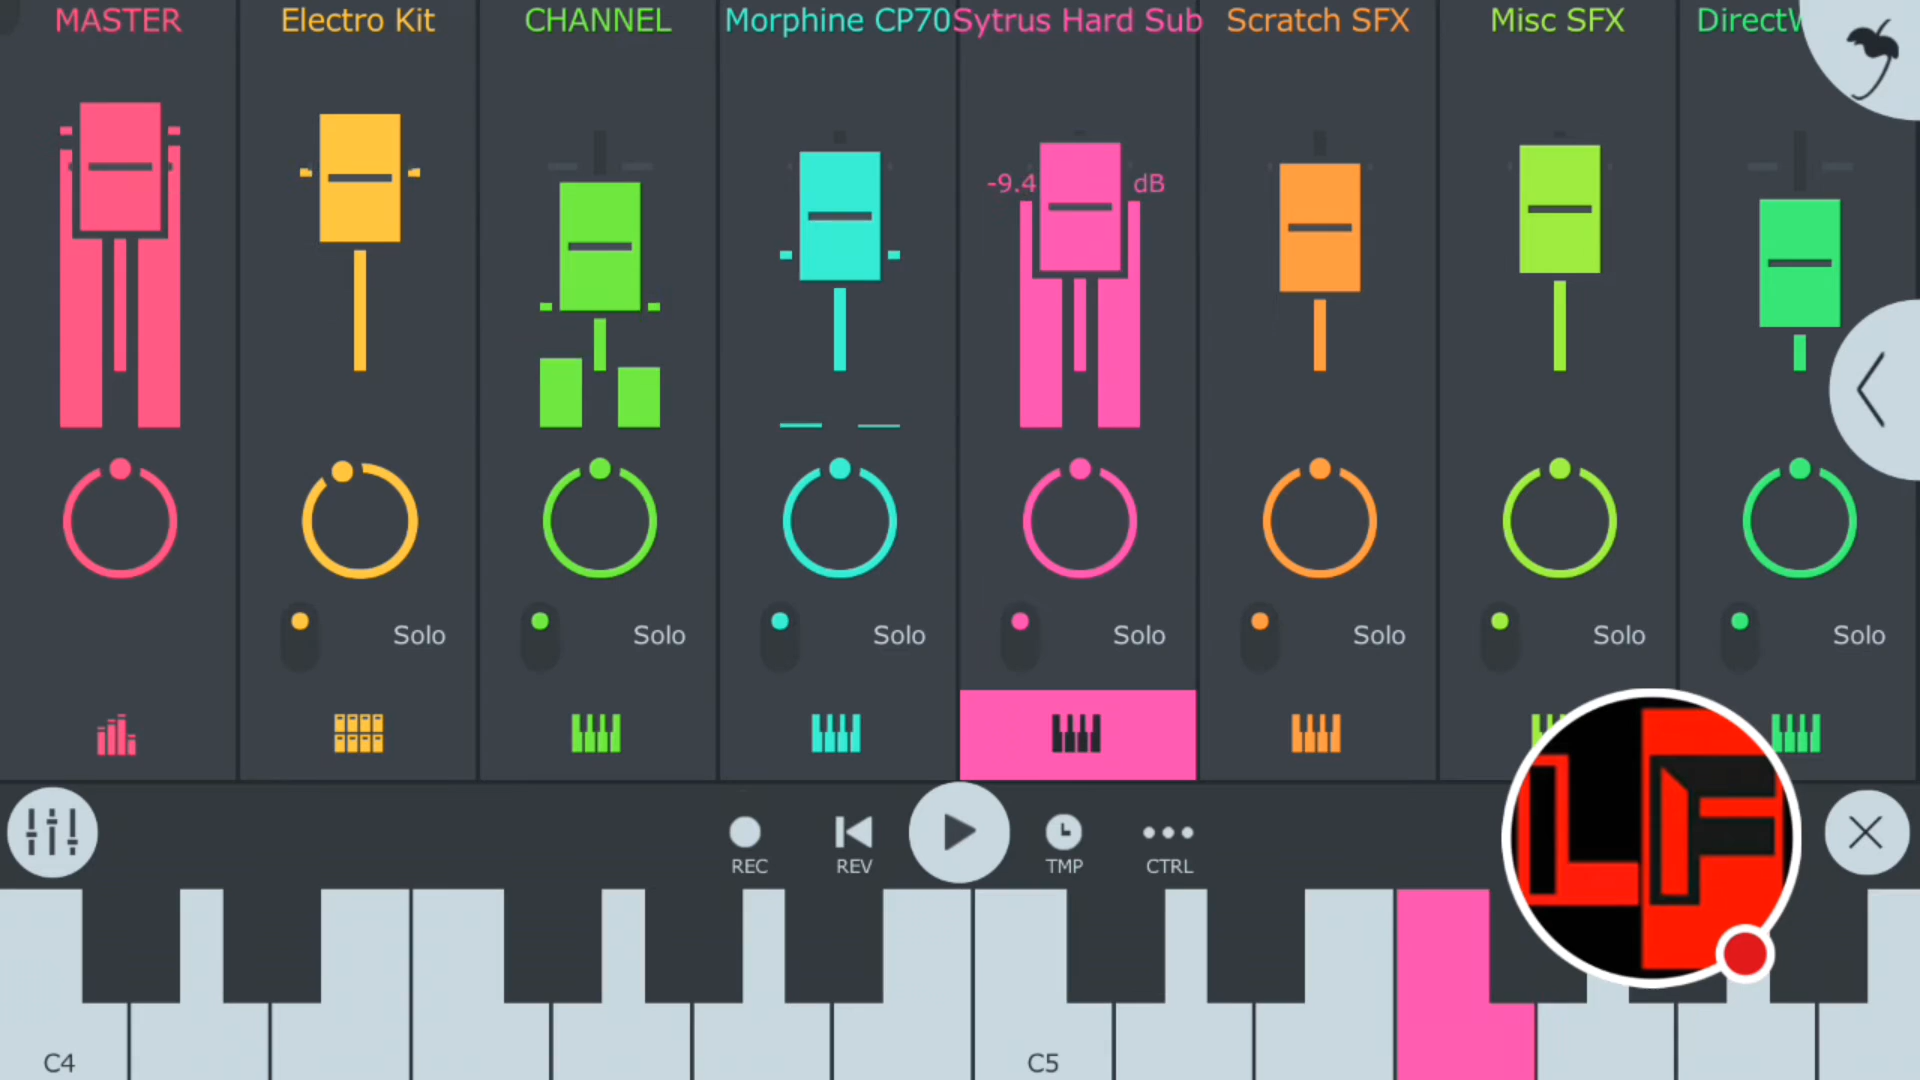 MASTER
Electro Kit
CHANNEL
Morphine CP70
Sytrus Hard Sub
Scratch SFX
Misc SFX
-9.4
dB
Solo
Solo
Solo
Solo
Solo
Solo
Solo
REC
REV
TMP
CTRL
LF
C4
C5